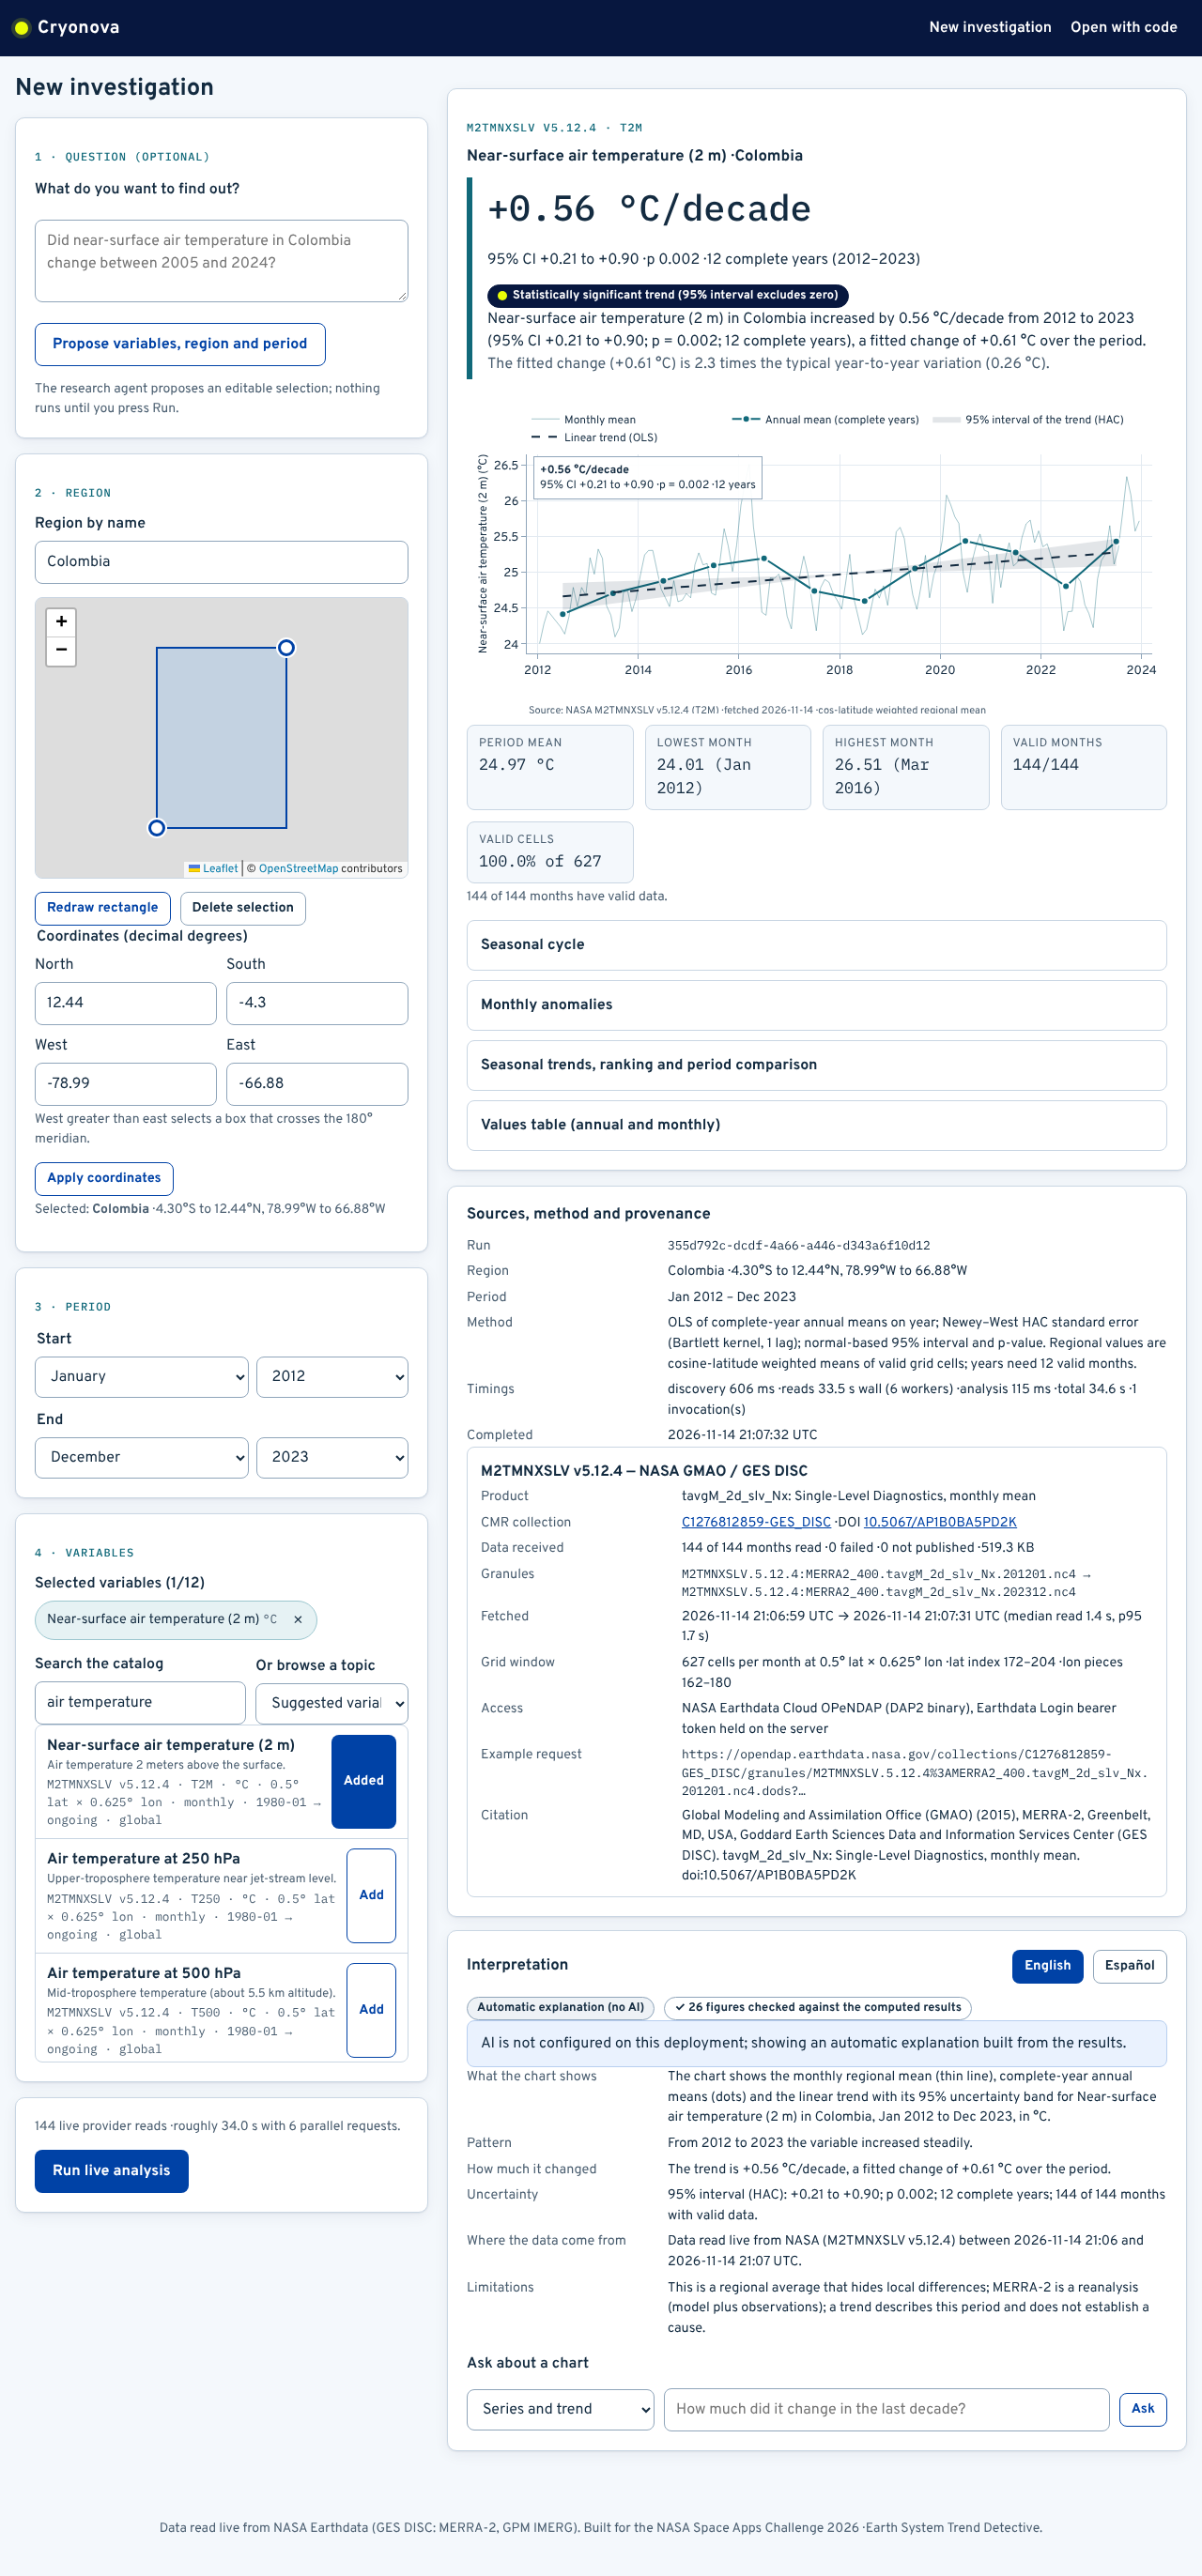 Cryonova
New investigation
Open with code
New investigation
1 · QUESTION (OPTIONAL)
What do you want to find out?
Did near-surface air temperature in Colombia
change between 2005 and 2024?
Propose variables, region and period
The research agent proposes an editable selection; nothing
runs until you press Run.
2 · REGION
Region by name
Colombia
+
−
Leaflet | © OpenStreetMap contributors
Redraw rectangle
Delete selection
Coordinates (decimal degrees)
North
South
12.44
-4.3
West
East
-78.99
-66.88
West greater than east selects a box that crosses the 180°
meridian.
Apply coordinates
Selected: Colombia ·4.30°S to 12.44°N, 78.99°W to 66.88°W
3 · PERIOD
Start
January
2012
End
December
2023
4 · VARIABLES
Selected variables (1/12)
Near-surface air temperature (2 m) °C ×
Search the catalog
Or browse a topic
air temperature
Suggested varial
Near-surface air temperature (2 m)
Air temperature 2 meters above the surface.
M2TMNXSLV v5.12.4 · T2M · °C · 0.5°
lat × 0.625° lon · monthly · 1980-01 →
ongoing · global
Added
Air temperature at 250 hPa
Upper-troposphere temperature near jet-stream level.
M2TMNXSLV v5.12.4 · T250 · °C · 0.5° lat
× 0.625° lon · monthly · 1980-01 →
ongoing · global
Add
Air temperature at 500 hPa
Mid-troposphere temperature (about 5.5 km altitude).
M2TMNXSLV v5.12.4 · T500 · °C · 0.5° lat
× 0.625° lon · monthly · 1980-01 →
ongoing · global
Add
144 live provider reads ·roughly 34.0 s with 6 parallel requests.
Run live analysis
M2TMNXSLV V5.12.4 · T2M
Near-surface air temperature (2 m) ·Colombia
+0.56 °C/decade
95% CI +0.21 to +0.90 ·p 0.002 ·12 complete years (2012–2023)
Statistically significant trend (95% interval excludes zero)
Near-surface air temperature (2 m) in Colombia increased by 0.56 °C/decade from 2012 to 2023
(95% CI +0.21 to +0.90; p = 0.002; 12 complete years), a fitted change of +0.61 °C over the period.
The fitted change (+0.61 °C) is 2.3 times the typical year-to-year variation (0.26 °C).
Monthly mean
Annual mean (complete years)
95% interval of the trend (HAC)
Linear trend (OLS)
Near-surface air temperature (2 m) (°C)
26.5
26
25.5
25
24.5
24
+0.56 °C/decade
95% CI +0.21 to +0.90 ·p = 0.002 ·12 years
2012
2014
2016
2018
2020
2022
2024
Source: NASA M2TMNXSLV v5.12.4 (T2M) ·fetched 2026-11-14 ·cos-latitude weighted regional mean
PERIOD MEAN
24.97 °C
LOWEST MONTH
24.01 (Jan
2012)
HIGHEST MONTH
26.51 (Mar
2016)
VALID MONTHS
144/144
VALID CELLS
100.0% of 627
144 of 144 months have valid data.
Seasonal cycle
Monthly anomalies
Seasonal trends, ranking and period comparison
Values table (annual and monthly)
Sources, method and provenance
Run
355d792c-dcdf-4a66-a446-d343a6f10d12
Region
Colombia ·4.30°S to 12.44°N, 78.99°W to 66.88°W
Period
Jan 2012 – Dec 2023
Method
OLS of complete-year annual means on year; Newey–West HAC standard error
(Bartlett kernel, 1 lag); normal-based 95% interval and p-value. Regional values are
cosine-latitude weighted means of valid grid cells; years need 12 valid months.
Timings
discovery 606 ms ·reads 33.5 s wall (6 workers) ·analysis 115 ms ·total 34.6 s ·1
invocation(s)
Completed
2026-11-14 21:07:32 UTC
M2TMNXSLV v5.12.4 — NASA GMAO / GES DISC
Product
tavgM_2d_slv_Nx: Single-Level Diagnostics, monthly mean
CMR collection
C1276812859-GES_DISC ·DOI 10.5067/AP1B0BA5PD2K
Data received
144 of 144 months read ·0 failed ·0 not published ·519.3 KB
Granules
M2TMNXSLV.5.12.4:MERRA2_400.tavgM_2d_slv_Nx.201201.nc4 →
M2TMNXSLV.5.12.4:MERRA2_400.tavgM_2d_slv_Nx.202312.nc4
Fetched
2026-11-14 21:06:59 UTC → 2026-11-14 21:07:31 UTC (median read 1.4 s, p95
1.7 s)
Grid window
627 cells per month at 0.5° lat × 0.625° lon ·lat index 172–204 ·lon pieces
162–180
Access
NASA Earthdata Cloud OPeNDAP (DAP2 binary), Earthdata Login bearer
token held on the server
Example request
https://opendap.earthdata.nasa.gov/collections/C1276812859-
GES_DISC/granules/M2TMNXSLV.5.12.4%3AMERRA2_400.tavgM_2d_slv_Nx.
201201.nc4.dods?…
Citation
Global Modeling and Assimilation Office (GMAO) (2015), MERRA-2, Greenbelt,
MD, USA, Goddard Earth Sciences Data and Information Services Center (GES
DISC). tavgM_2d_slv_Nx: Single-Level Diagnostics, monthly mean.
doi:10.5067/AP1B0BA5PD2K
Interpretation
English
Español
Automatic explanation (no AI)
✓ 26 figures checked against the computed results
AI is not configured on this deployment; showing an automatic explanation built from the results.
What the chart shows
The chart shows the monthly regional mean (thin line), complete-year annual
means (dots) and the linear trend with its 95% uncertainty band for Near-surface
air temperature (2 m) in Colombia, Jan 2012 to Dec 2023, in °C.
Pattern
From 2012 to 2023 the variable increased steadily.
How much it changed
The trend is +0.56 °C/decade, a fitted change of +0.61 °C over the period.
Uncertainty
95% interval (HAC): +0.21 to +0.90; p 0.002; 12 complete years; 144 of 144 months
with valid data.
Where the data come from
Data read live from NASA (M2TMNXSLV v5.12.4) between 2026-11-14 21:06 and
2026-11-14 21:07 UTC.
Limitations
This is a regional average that hides local differences; MERRA-2 is a reanalysis
(model plus observations); a trend describes this period and does not establish a
cause.
Ask about a chart
Series and trend
How much did it change in the last decade?
Ask
Data read live from NASA Earthdata (GES DISC: MERRA-2, GPM IMERG). Built for the NASA Space Apps Challenge 2026 ·Earth System Trend Detective.